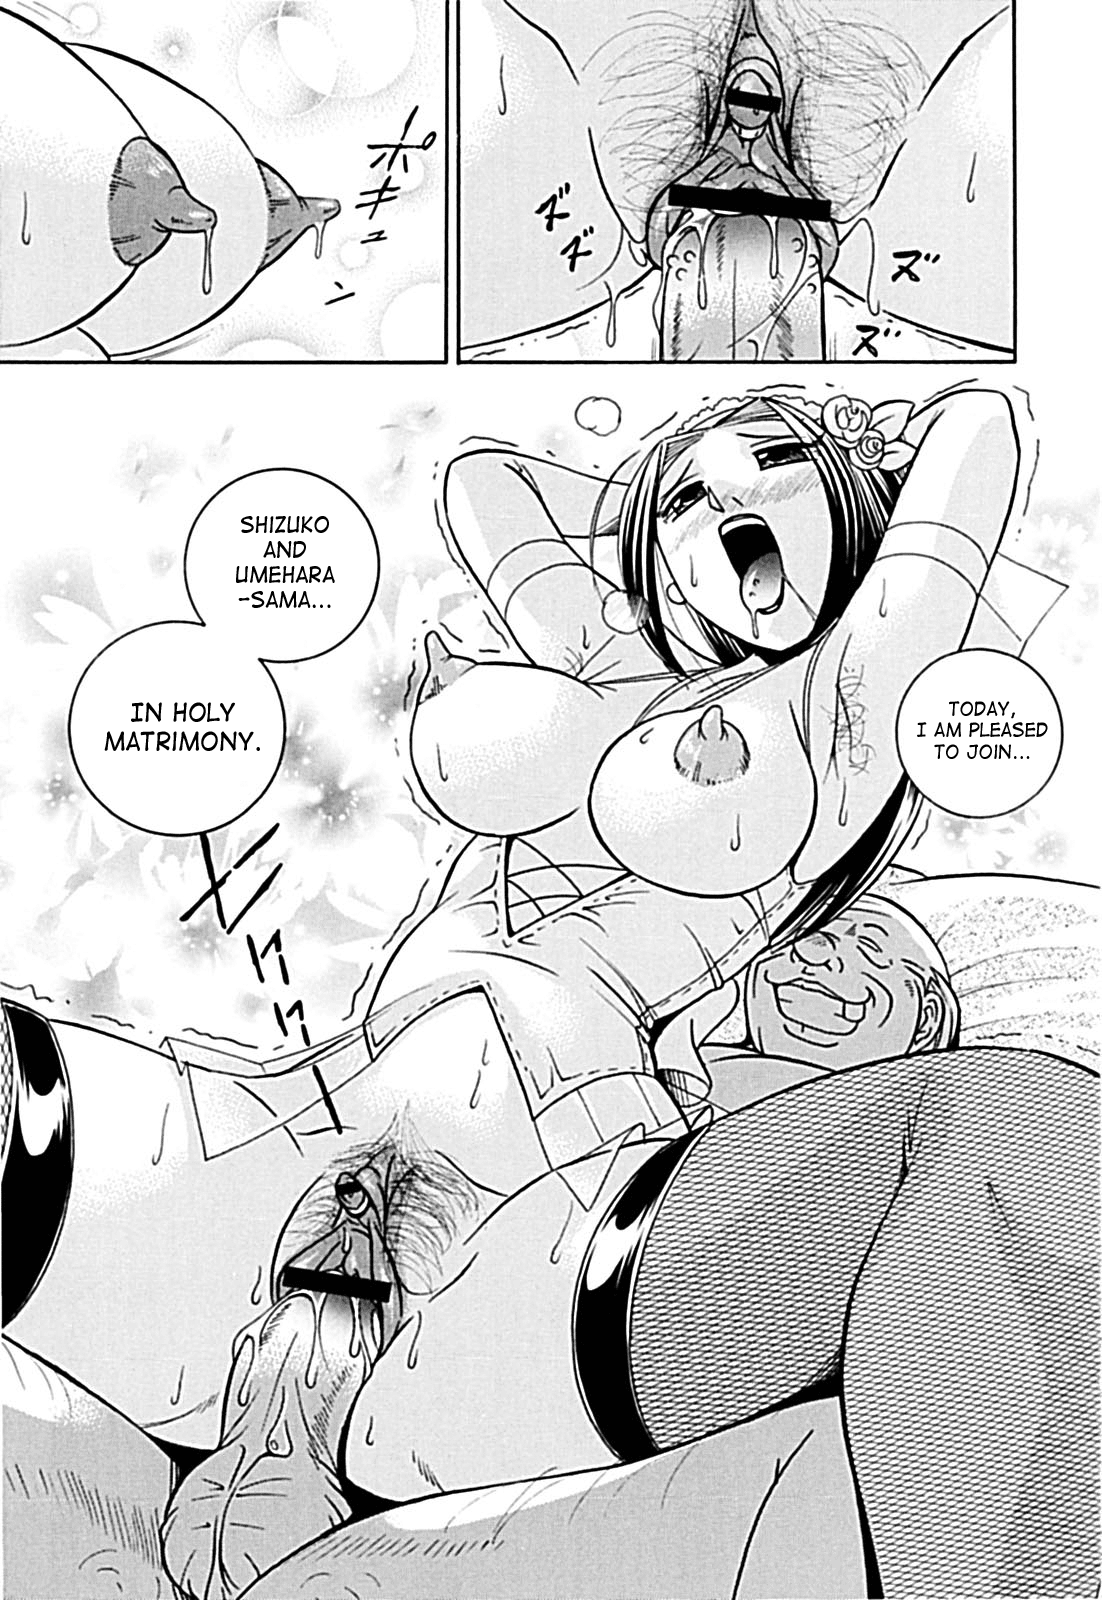 ズ
ズ
ズ
ズ
ポ
キュン
TODAY,
I AM PLEASED
TO JOIN...
SHIZUKO
AND
UMEHARA
-SAMA...
IN HOLY
MATRIMONY.